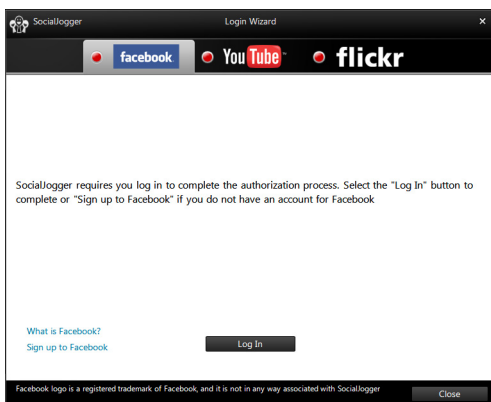 SocialJogger
Login Wizard
facebook.
YouTube
flickr
SocialJogger requires you log in to complete the authorization process. Select the "Log In" button to
complete or "Sign up to Facebook" if you do not have an account for Facebook
What is Facebook?
Sign up to Facebook
Log In
Facebook logo is a registered trademark of Facebook, and it is not in any way associated with SocialJogger
Close